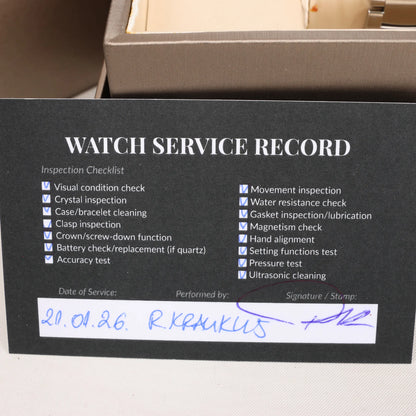 WATCH SERVICE RECORD
Inspection Checklist
Visual condition check
Crystal inspection
Case/bracelet cleaning
Clasp inspection
Crown/screw-down function
Battery check/replacement (if quartz)
Accuracy test
Movement inspection
Water resistance check
Gasket inspection/lubrication
Magnetism check
Hand alignment
Setting functions test
Pressure test
Ultrasonic cleaning
Date of Service: Performed by: Signature / Stamp:
21.01.26.